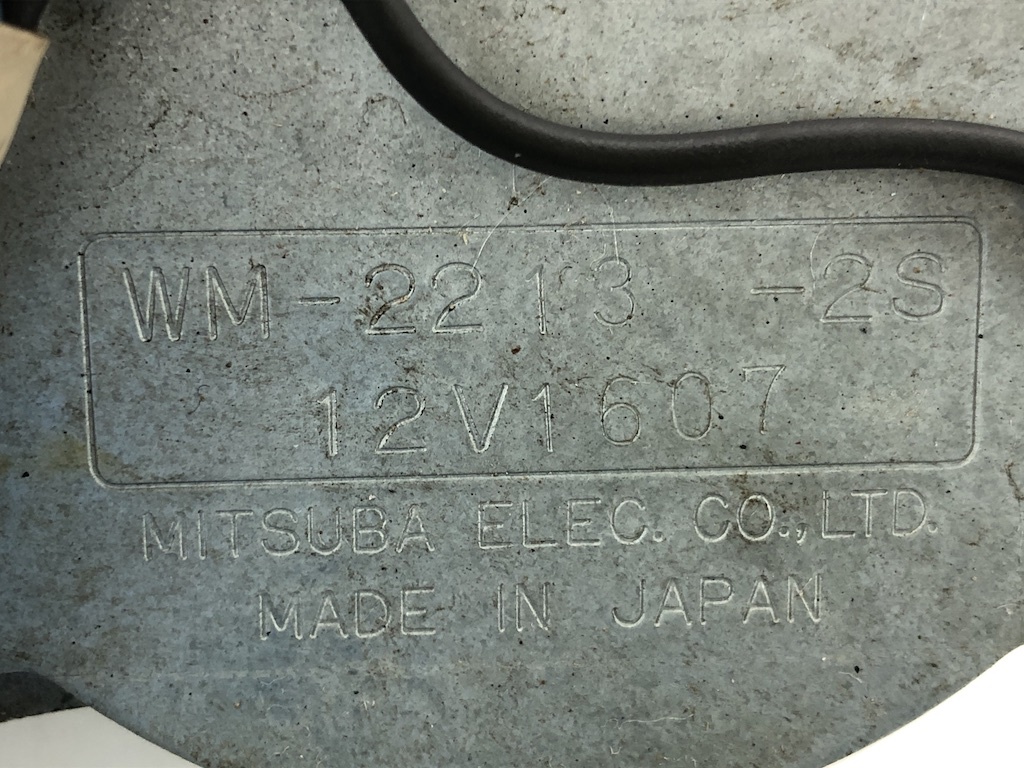 WM-2213 -2S
12V1607
MITSUBA ELEC. CO., LTD.
MADE IN JAPAN